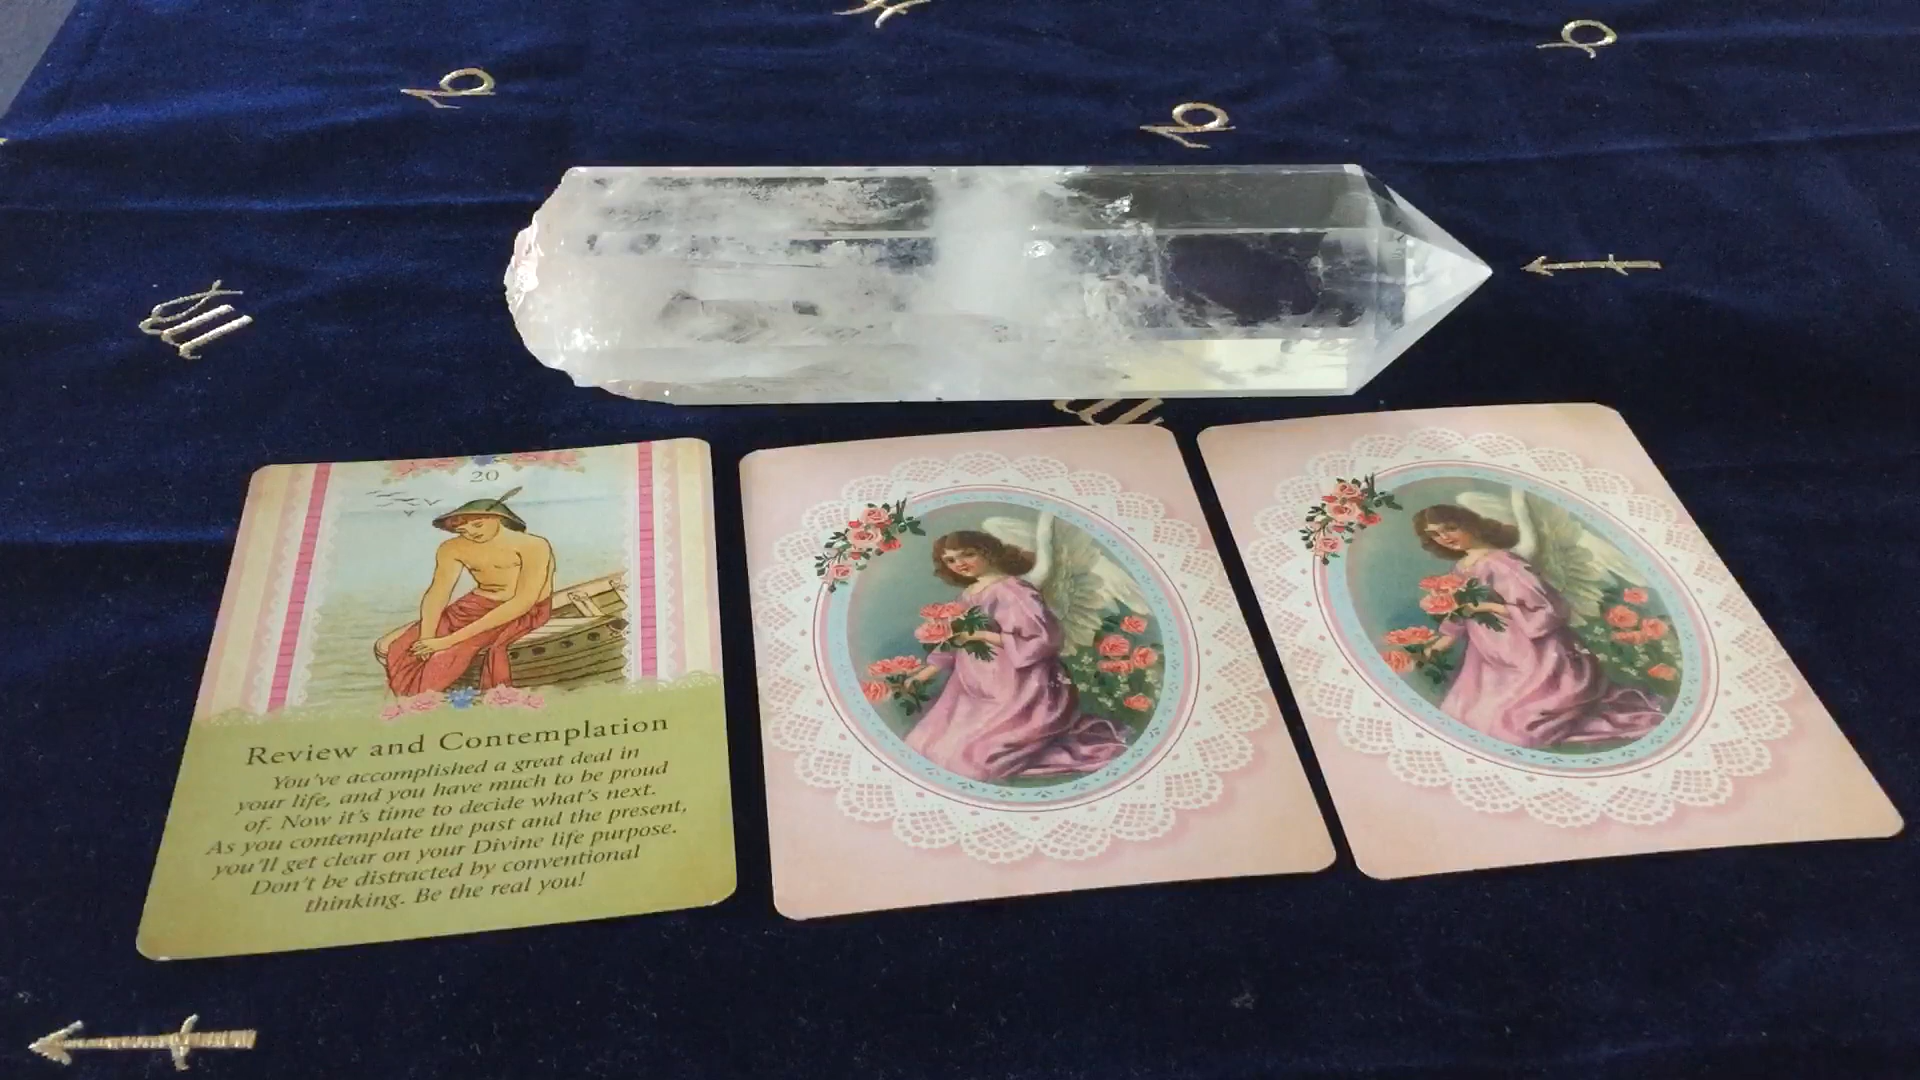 20
Review and Contemplation
You've accomplished a great deal in
your life, and you have much to be proud
of. Now it's time to decide what's next.
As you contemplate the past and the present,
you'll get clear on your Divine life purpose.
Don't be distracted by conventional
thinking. Be the real you!